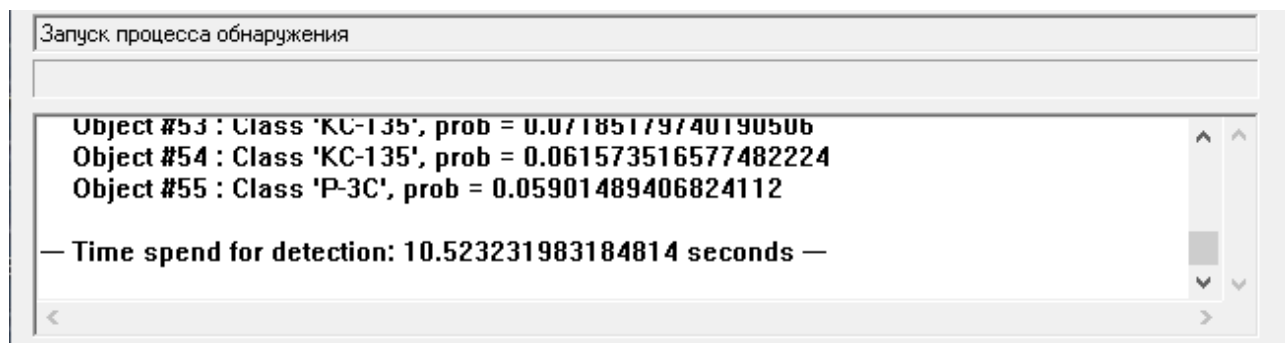 Запуск процесса обнаружения
Object #53 : Class 'KC-135', prob = 0.07185179740190506
Object #54 : Class 'KC-135', prob = 0.061573516577482224
Object #55 : Class 'P-3C', prob = 0.05901489406824112
— Time spend for detection: 10.523231983184814 seconds —